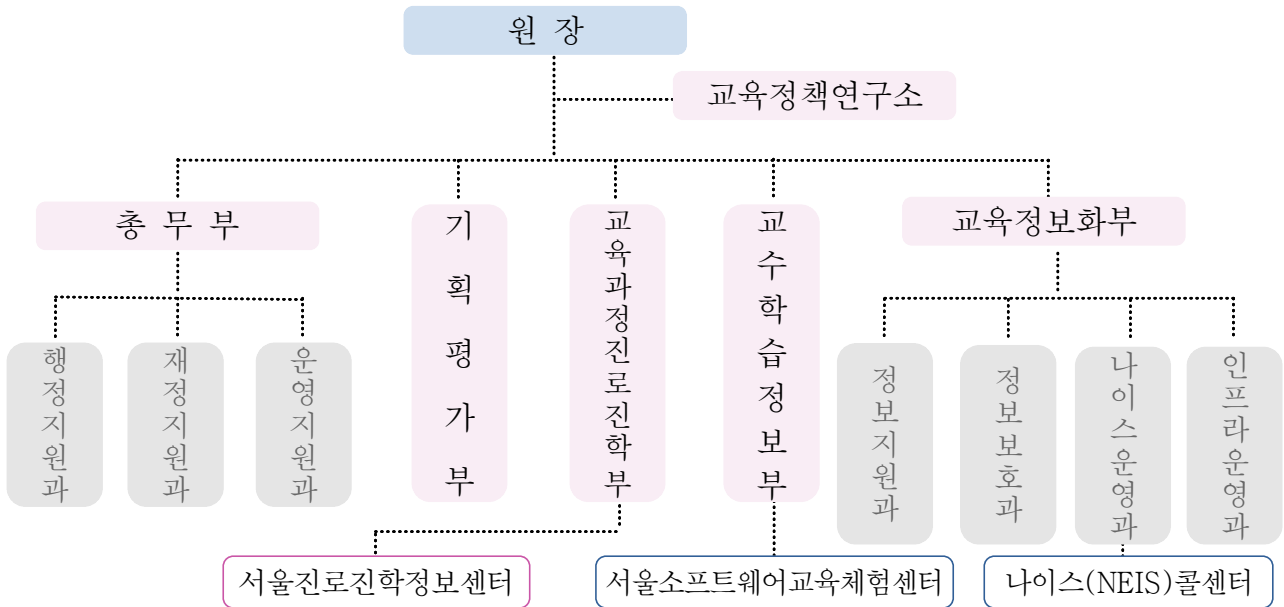 원 장
교육정책연구소
총 무 부
기획평가부
교육과정진로진학부
교수학습정보부
교육정보화부
행정지원과
재정지원과
운영지원과
정보지원과
정보보호과
나이스운영과
인프라운영과
서울진로진학정보센터
서울소프트웨어교육체험센터
나이스(NEIS)콜센터